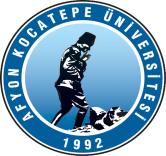 AFYON KOCATEPE ÜNİVERSİTESİ
1992